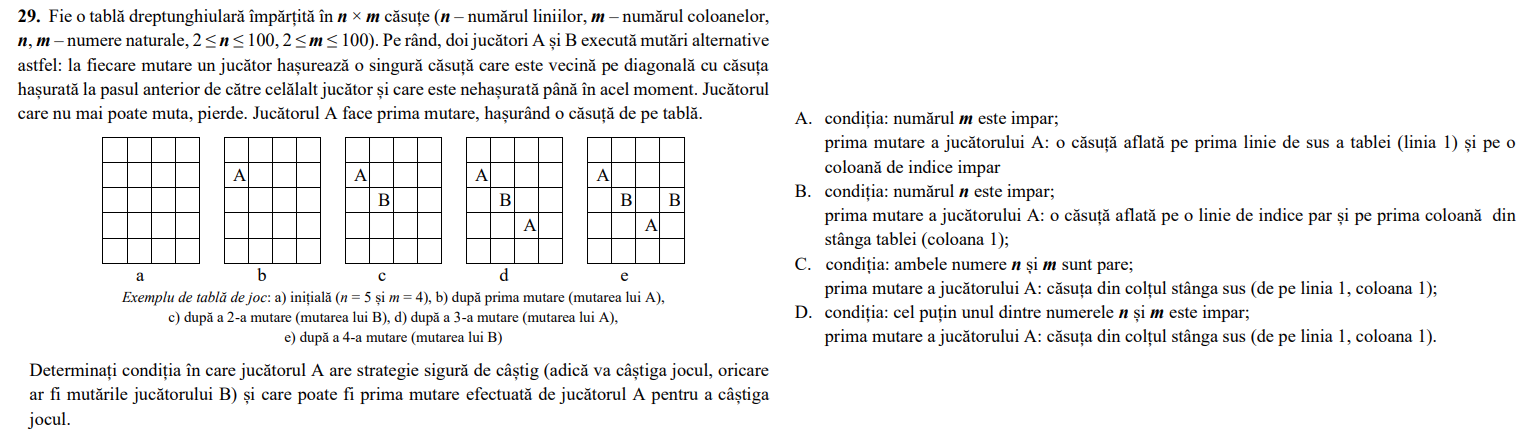 29. Fie o tablă dreptunghiulară împărțită în n × m căsuțe (n – numărul liniilor, m – numărul coloanelor,
n, m – numere naturale, 2 ≤ n ≤ 100, 2 ≤ m ≤ 100). Pe rând, doi jucători A și B execută mutări alternative
astfel: la fiecare mutare un jucător hașurează o singură căsuță care este vecină pe diagonală cu căsuța
hașurată la pasul anterior de către celălalt jucător și care este nehașurată până în acel moment. Jucătorul
care nu mai poate muta, pierde. Jucătorul A face prima mutare, hașurând o căsuță de pe tablă.
A A A A
B B B B
A A
a b c d e
Exemplu de tablă de joc: a) inițială (n = 5 și m = 4), b) după prima mutare (mutarea lui A),
c) după a 2-a mutare (mutarea lui B), d) după a 3-a mutare (mutarea lui A),
e) după a 4-a mutare (mutarea lui B)
Determinați condiția în care jucătorul A are strategie sigură de câștig (adică va câștiga jocul, oricare
ar fi mutările jucătorului B) și care poate fi prima mutare efectuată de jucătorul A pentru a câștiga
jocul.
A. condiția: numărul m este impar;
prima mutare a jucătorului A: o căsuță aflată pe prima linie de sus a tablei (linia 1) și pe o
coloană de indice impar
B. condiția: numărul n este impar;
prima mutare a jucătorului A: o căsuță aflată pe o linie de indice par și pe prima coloană din
stânga tablei (coloana 1);
C. condiția: ambele numere n și m sunt pare;
prima mutare a jucătorului A: căsuța din colțul stânga sus (de pe linia 1, coloana 1);
D. condiția: cel puțin unul dintre numerele n și m este impar;
prima mutare a jucătorului A: căsuța din colțul stânga sus (de pe linia 1, coloana 1).